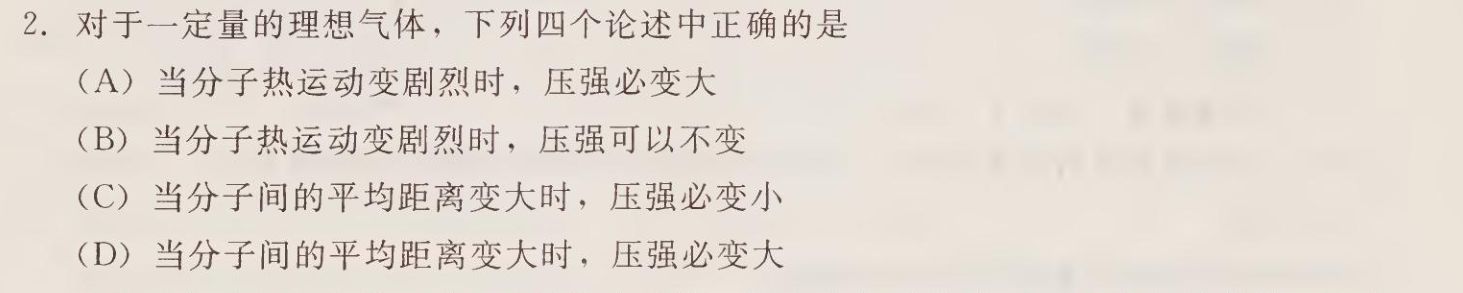 2. 对于一定量的理想气体，下列四个论述中正确的是
（A）当分子热运动变剧烈时，压强必变大
（B）当分子热运动变剧烈时，压强可以不变
（C）当分子间的平均距离变大时，压强必变小
（D）当分子间的平均距离变大时，压强必变大